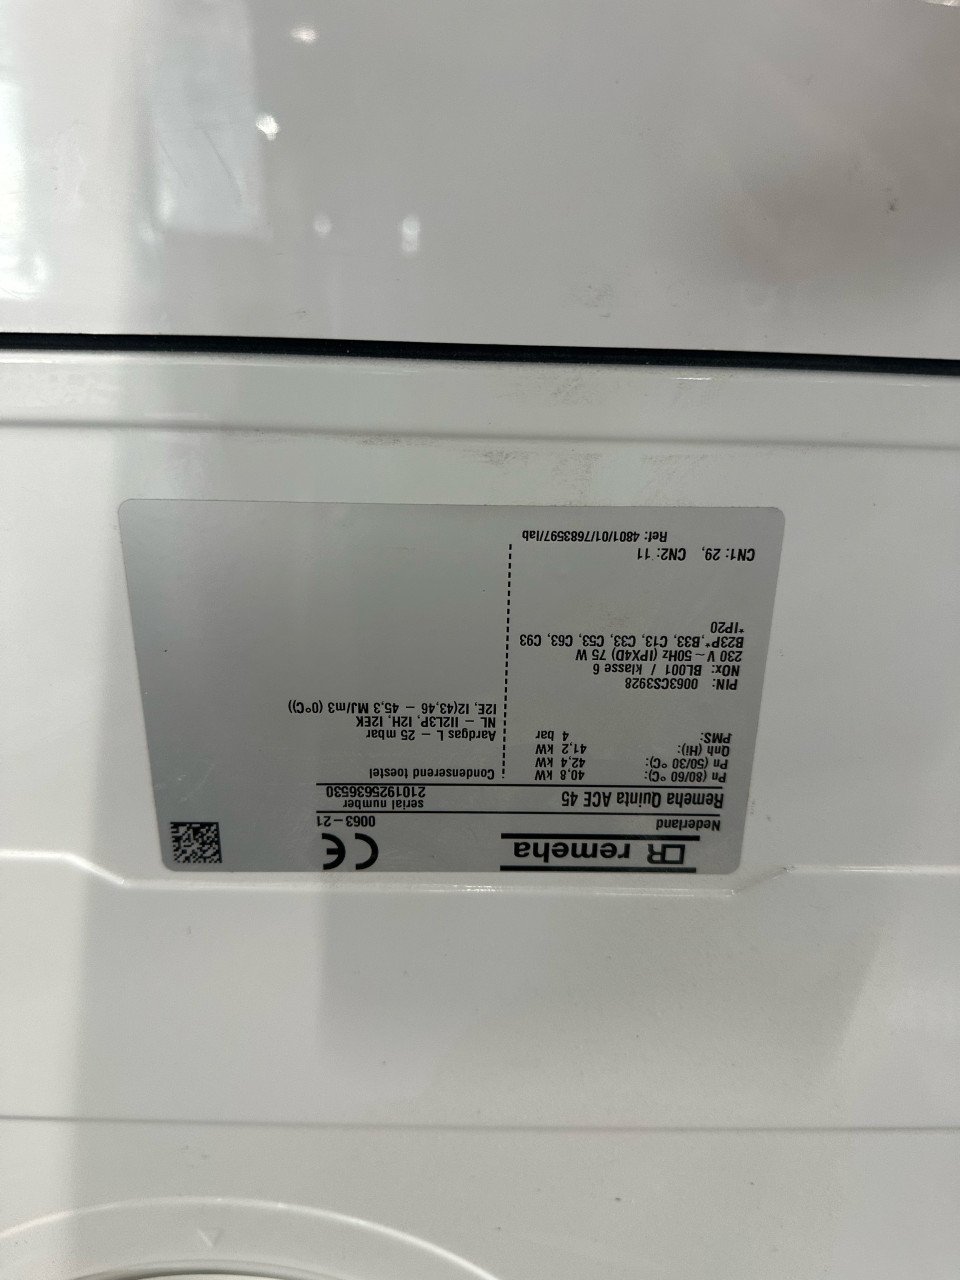 remeha
CE
0063-21
Nederland
serial number
Remeha Quinta ACE 45
2101925636530
Pn (80/60 °C): 40,8 kW
Pn (50/30 °C): 42,4 kW
Qnh (Hi): 41,2 kW
PMS: 4 bar
Condenserend toestel
Aardgas L – 25 mbar
NL – II2L3P, I2H, I2EK
I2E, I2(43,46 – 45,3 MJ/m3 (0°C))
PIN: 0063CS3928
NOx: BL001 / klasse 6
230 V ~ 50Hz (IPX4D) 75 W
B23P*,B33, C13, C33, C53, C63, C93
*IP20
CN1: 29, CN2: 11
Ref: 4801/01/7683597/lab